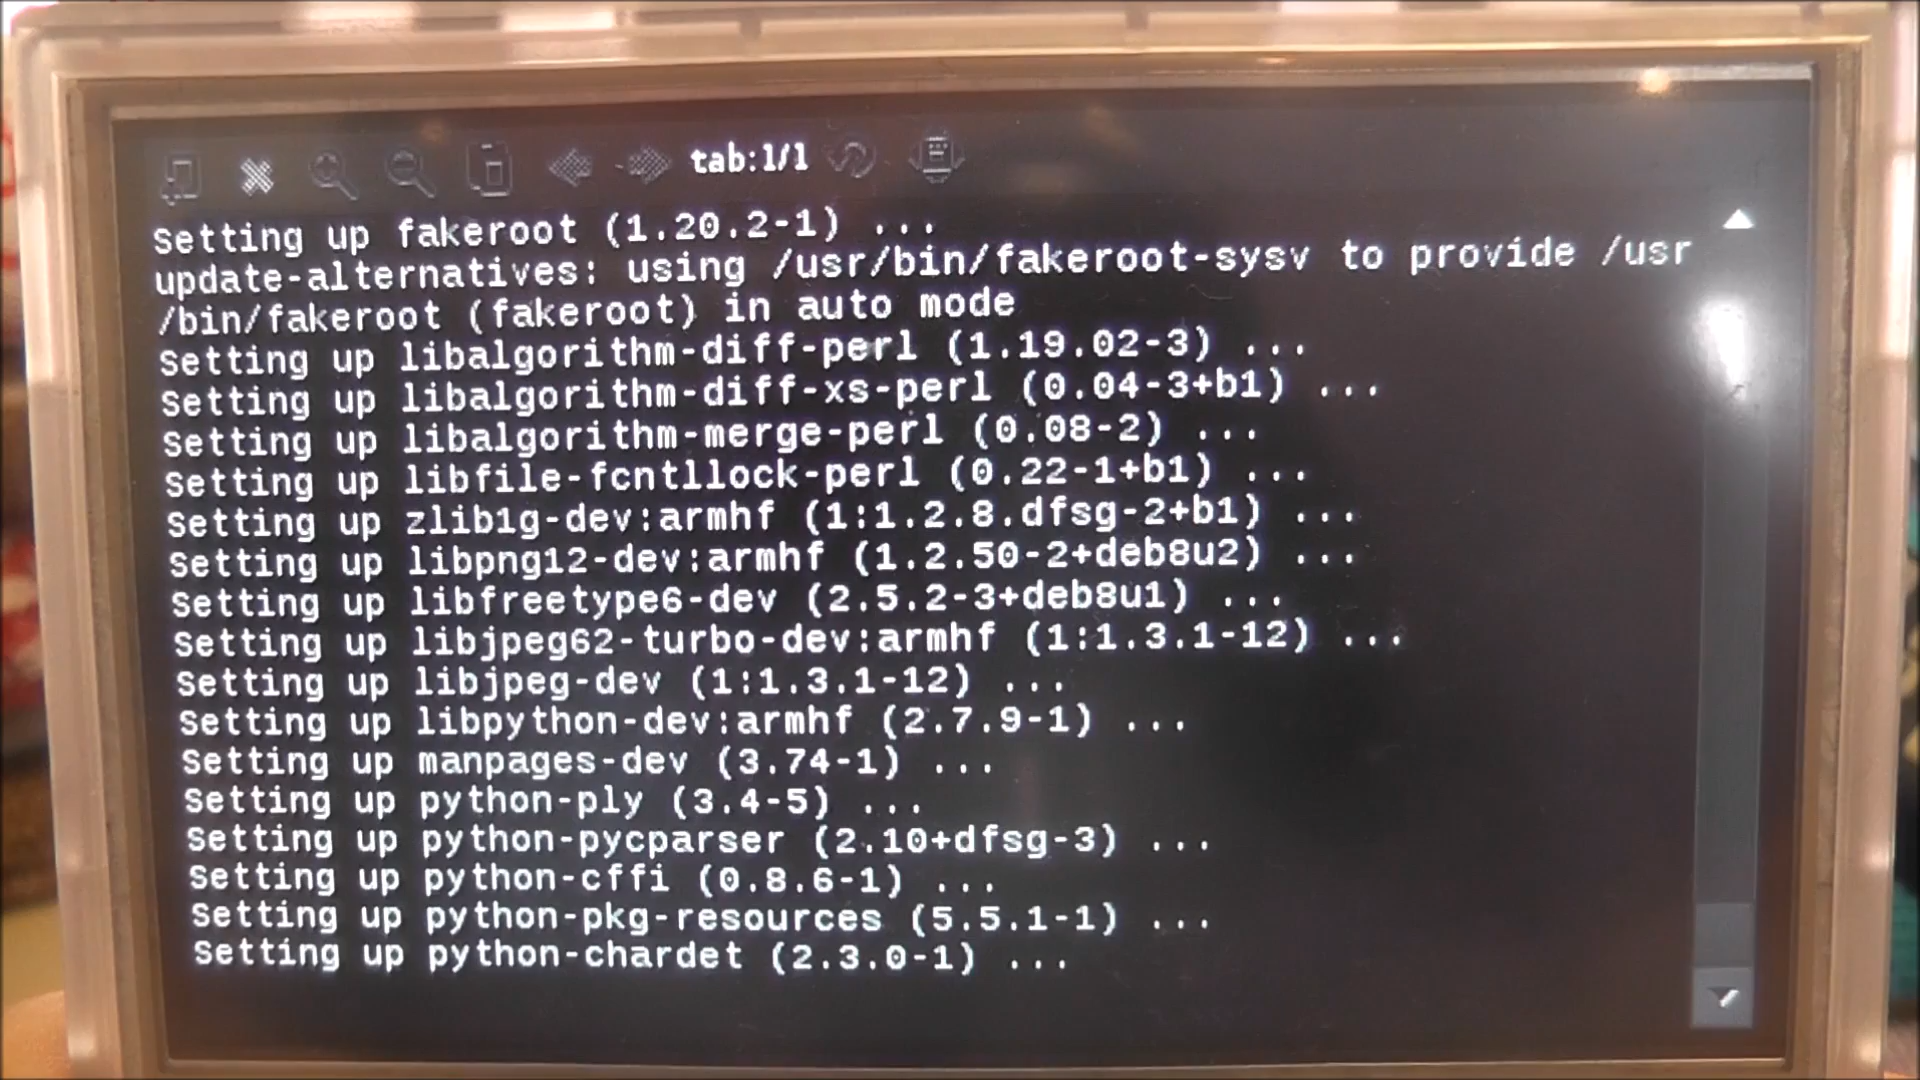 tab:1/1
Setting up fakeroot (1.20.2-1) ...
update-alternatives: using /usr/bin/fakeroot-sysv to provide /usr
/bin/fakeroot (fakeroot) in auto mode
Setting up libalgorithm-diff-perl (1.19.02-3) ...
Setting up libalgorithm-diff-xs-perl (0.04-3+b1) ...
Setting up libalgorithm-merge-perl (0.08-2) ...
Setting up libfile-fcntllock-perl (0.22-1+b1) ...
Setting up zlib1g-dev:armhf (1:1.2.8.dfsg-2+b1) ...
Setting up libpng12-dev:armhf (1.2.50-2+deb8u2) ...
Setting up libfreetype6-dev (2.5.2-3+deb8u1) ...
Setting up libjpeg62-turbo-dev:armhf (1:1.3.1-12) ...
Setting up libjpeg-dev (1:1.3.1-12) ...
Setting up libpython-dev:armhf (2.7.9-1) ...
Setting up manpages-dev (3.74-1) ...
Setting up python-ply (3.4-5) ...
Setting up python-pycparser (2.10+dfsg-3) ...
Setting up python-cffi (0.8.6-1) ...
Setting up python-pkg-resources (5.5.1-1) ...
Setting up python-chardet (2.3.0-1) ...